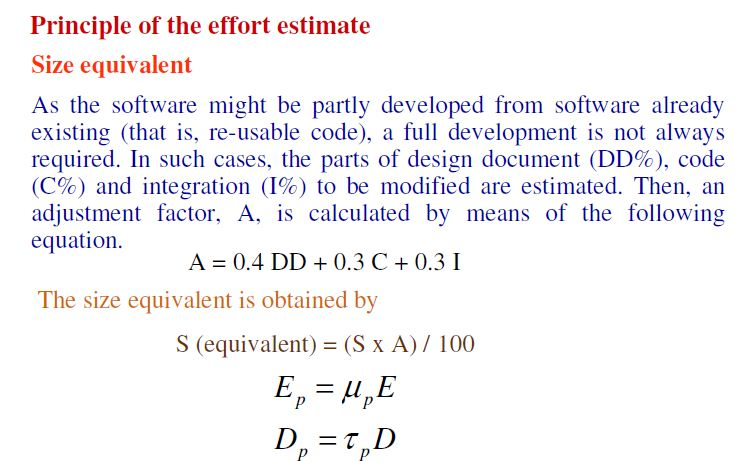 Principle of the effort estimate
Size equivalent
As the software might be partly developed from software already
existing (that is, re-usable code), a full development is not always
required. In such cases, the parts of design document (DD%), code
(C%) and integration (I%) to be modified are estimated. Then, an
adjustment factor, A, is calculated by means of the following
equation.
A = 0.4 DD + 0.3 C + 0.3 I
The size equivalent is obtained by
S (equivalent) = (S x A) / 100
E_p = μ_p E
D_p = τ_p D